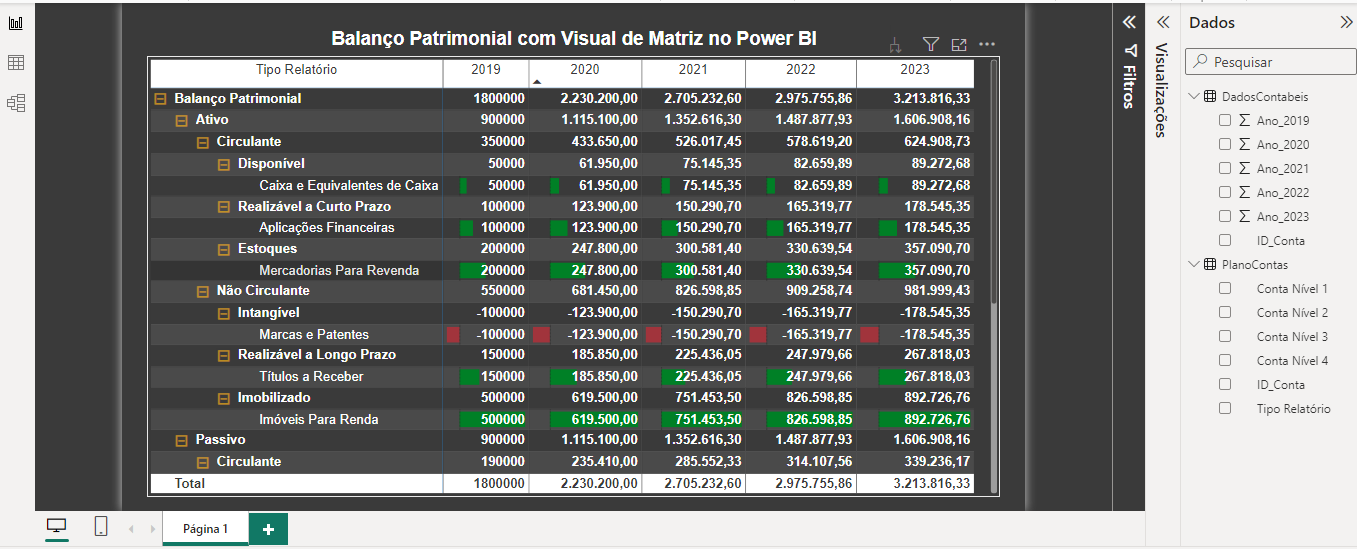 Balanço Patrimonial com Visual de Matriz no Power BI
Tipo Relatório 2019 2020 2021 2022 2023
Balanço Patrimonial 1800000 2.230.200,00 2.705.232,60 2.975.755,86 3.213.816,33
Ativo 900000 1.115.100,00 1.352.616,30 1.487.877,93 1.606.908,16
Circulante 350000 433.650,00 526.017,45 578.619,20 624.908,73
Disponível 50000 61.950,00 75.145,35 82.659,89 89.272,68
Caixa e Equivalentes de Caixa 50000 61.950,00 75.145,35 82.659,89 89.272,68
Realizável a Curto Prazo 100000 123.900,00 150.290,70 165.319,77 178.545,35
Aplicações Financeiras 100000 123.900,00 150.290,70 165.319,77 178.545,35
Estoques 200000 247.800,00 300.581,40 330.639,54 357.090,70
Mercadorias Para Revenda 200000 247.800,00 300.581,40 330.639,54 357.090,70
Não Circulante 550000 681.450,00 826.598,85 909.258,74 981.999,43
Intangível -100000 -123.900,00 -150.290,70 -165.319,77 -178.545,35
Marcas e Patentes -100000 -123.900,00 -150.290,70 -165.319,77 -178.545,35
Realizável a Longo Prazo 150000 185.850,00 225.436,05 247.979,66 267.818,03
Títulos a Receber 150000 185.850,00 225.436,05 247.979,66 267.818,03
Imobilizado 500000 619.500,00 751.453,50 826.598,85 892.726,76
Imóveis Para Renda 500000 619.500,00 751.453,50 826.598,85 892.726,76
Passivo 900000 1.115.100,00 1.352.616,30 1.487.877,93 1.606.908,16
Circulante 190000 235.410,00 285.552,33 314.107,56 339.236,17
Total 1800000 2.230.200,00 2.705.232,60 2.975.755,86 3.213.816,33
Página 1
Filtros
Visualizações
Dados
Pesquisar
DadosContabeis
Ano_2019
Ano_2020
Ano_2021
Ano_2022
Ano_2023
ID_Conta
PlanoContas
Conta Nível 1
Conta Nível 2
Conta Nível 3
Conta Nível 4
ID_Conta
Tipo Relatório